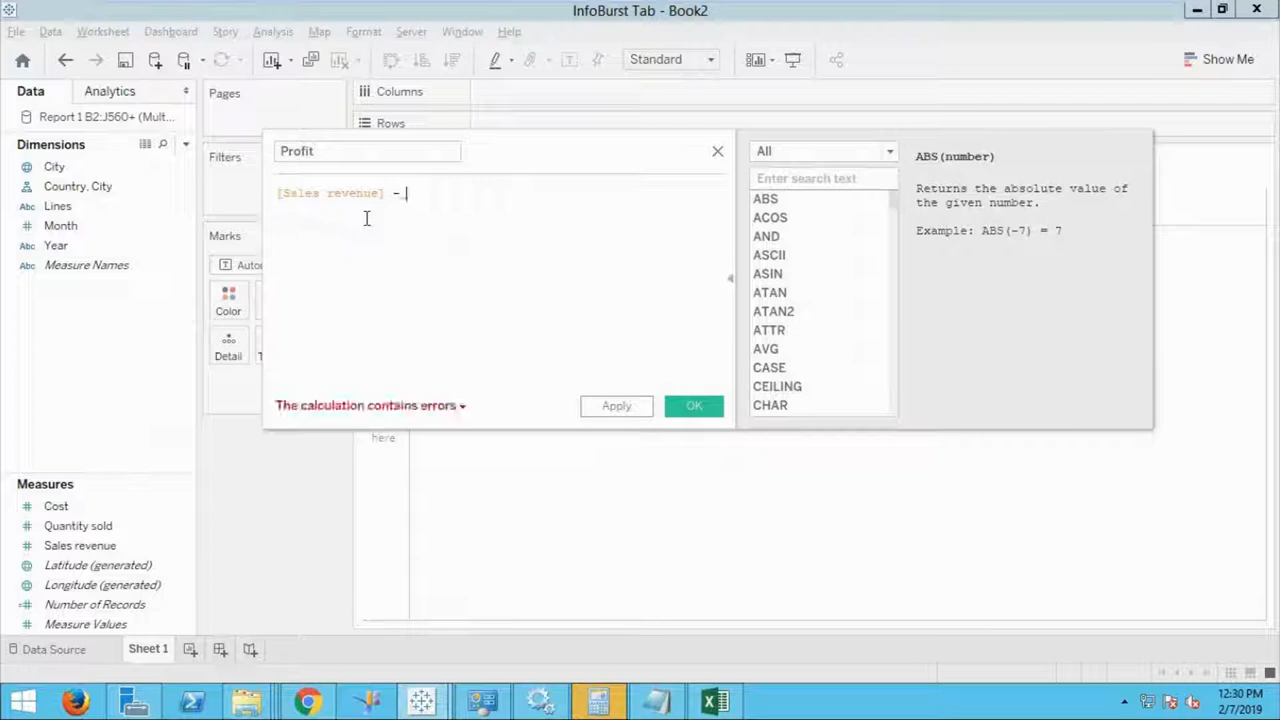 InfoBurst Tab - Book2
File Data Worksheet Dashboard Story Analysis Map Format Server Window Help
Standard
Show Me
Data Analytics
Pages
Columns
Report 1 B2:J560+ (Mult...
Rows
Dimensions
Profit
All
ABS(number)
Filters
City
Enter search text
Country, City
Returns the absolute value of
[Sales revenue] -
ABS
the given number.
Abc Lines
ACOS
Month
Marks
AND
Example: ABS(-7) = 7
Abc Year
ASCII
Abc Measure Names
ASIN
ATAN
Color
ATAN2
ATTR
Detail
AVG
CASE
CEILING
The calculation contains errors
Apply
OK
CHAR
here
Measures
Cost
Quantity sold
Sales revenue
Latitude (generated)
Longitude (generated)
Number of Records
Measure Values
Data Source
Sheet 1
12:30 PM
2/7/2019